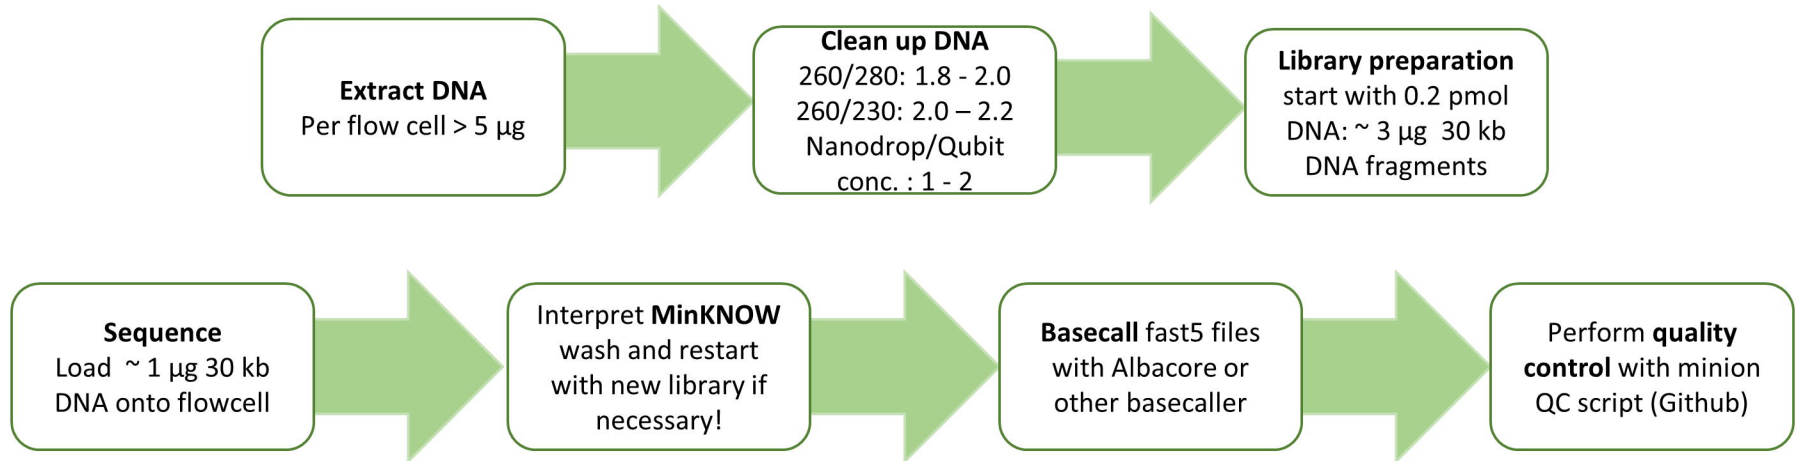 Extract DNA
Per flow cell > 5 µg
Clean up DNA
260/280: 1.8 - 2.0
260/230: 2.0 – 2.2
Nanodrop/Qubit
conc. : 1 - 2
Library preparation
start with 0.2 pmol
DNA: ~ 3 µg 30 kb
DNA fragments
Sequence
Load ~ 1 µg 30 kb
DNA onto flowcell
Interpret MinKNOW
wash and restart
with new library if
necessary!
Basecall fast5 files
with Albacore or
other basecaller
Perform quality
control with minion
QC script (Github)